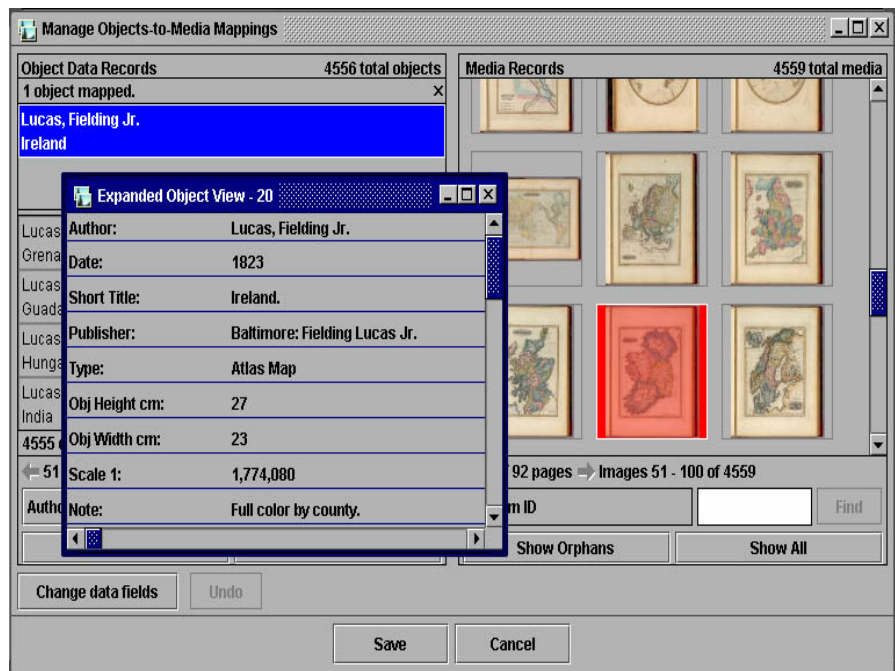 Manage Objects-to-Media Mappings
Object Data Records 4556 total objects
1 object mapped. X
Lucas, Fielding Jr.
Ireland
Lucas
Grena
Lucas
Guada
Lucas
Hunga
Lucas
India
4555
51
Autho
Expanded Object View - 20
Author: Lucas, Fielding Jr.
Date: 1823
Short Title: Ireland.
Publisher: Baltimore: Fielding Lucas Jr.
Type: Atlas Map
Obj Height cm: 27
Obj Width cm: 23
Scale 1: 1,774,080
Note: Full color by county.
Media Records 4559 total media
92 pages Images 51 - 100 of 4559
m ID Find
Show Orphans Show All
Change data fields Undo
Save Cancel